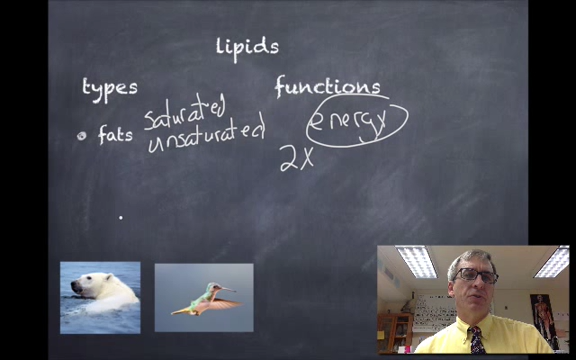 lipids
types
functions
fats
saturated
unsaturated
energy
2x